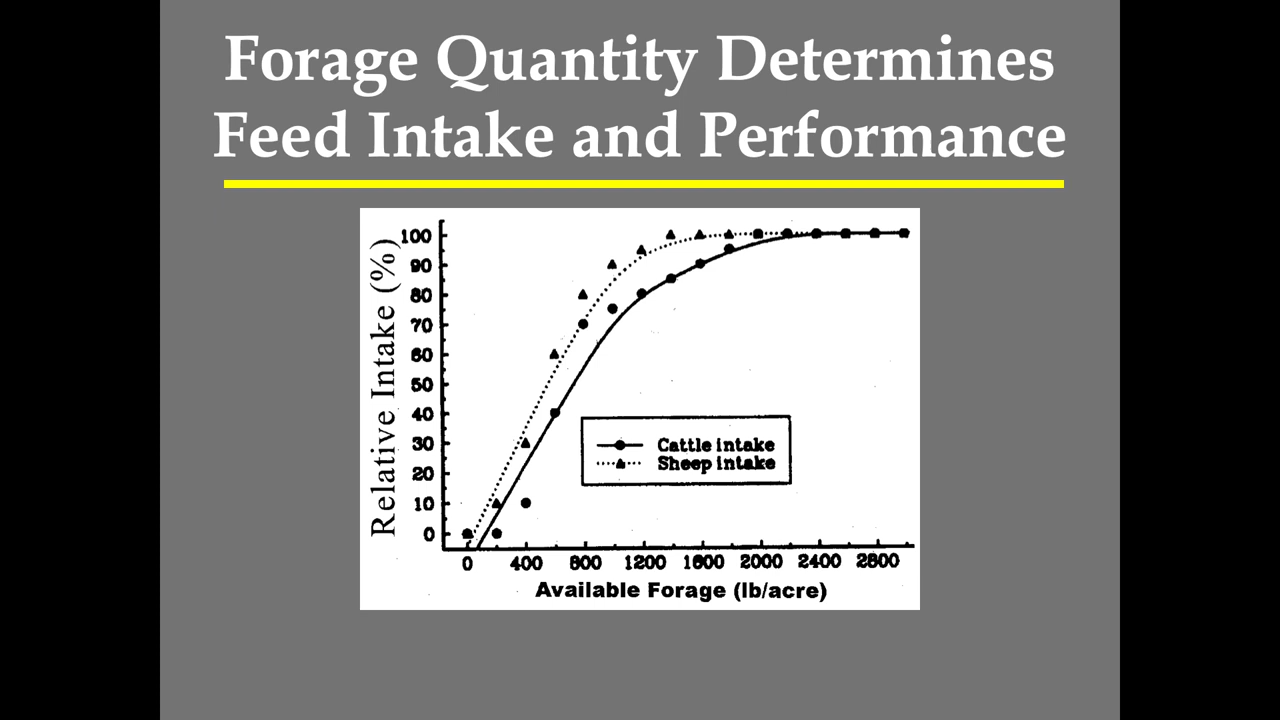 Forage Quantity Determines
Feed Intake and Performance
Relative Intake (%)
100
90
80
70
60
50
40
30
20
10
0
Cattle intake
Sheep intake
0 400 800 1200 1600 2000 2400 2800
Available Forage (lb/acre)